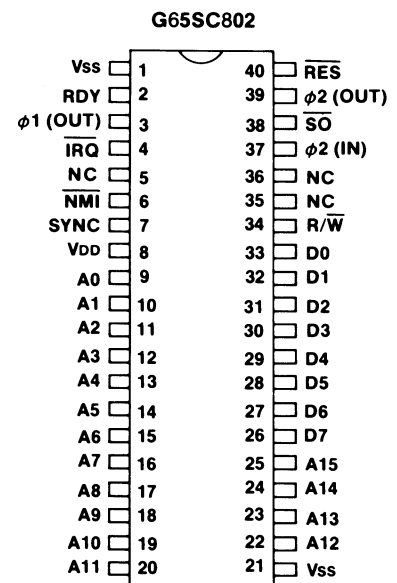 G65SC802
Vss 1 40 R̅E̅S̅
RDY 2 39 ϕ2 (OUT)
ϕ1 (OUT) 3 38 S̅O̅
I̅R̅Q̅ 4 37 ϕ2 (IN)
NC 5 36 NC
N̅M̅I̅ 6 35 NC
SYNC 7 34 R/W̅
VDD 8 33 D0
A0 9 32 D1
A1 10 31 D2
A2 11 30 D3
A3 12 29 D4
A4 13 28 D5
A5 14 27 D6
A6 15 26 D7
A7 16 25 A15
A8 17 24 A14
A9 18 23 A13
A10 19 22 A12
A11 20 21 Vss